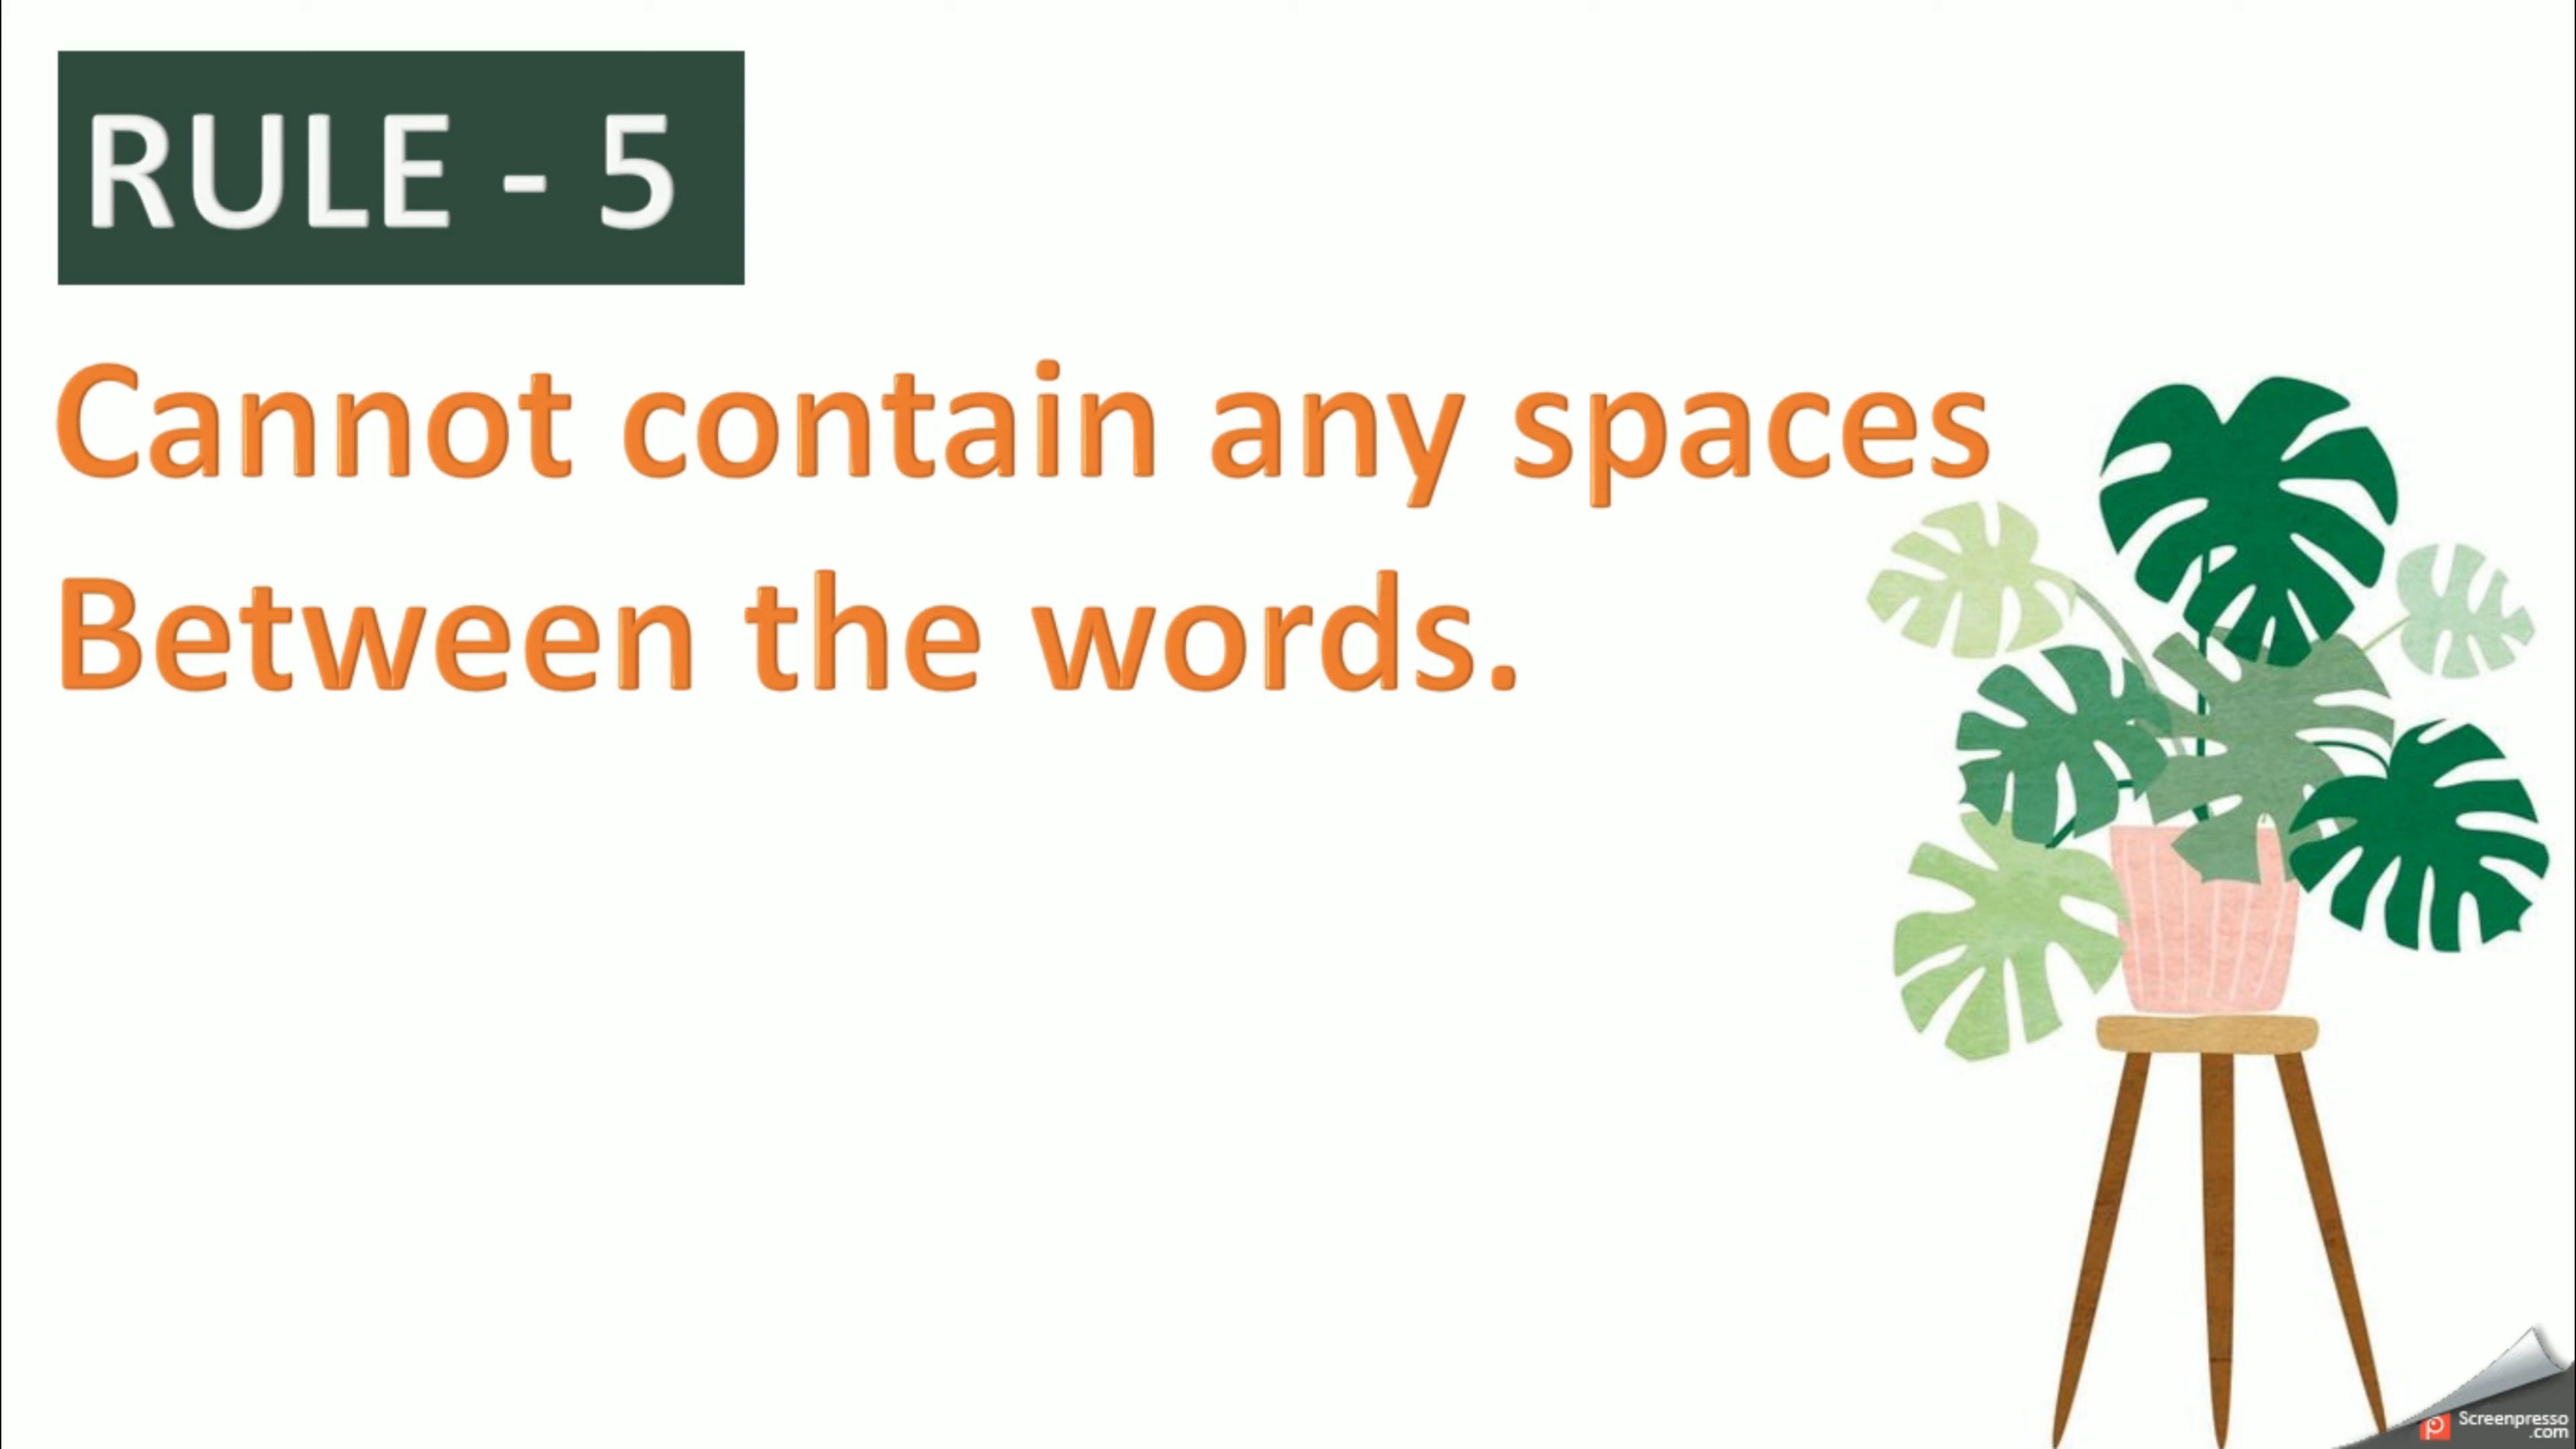 RULE - 5
Cannot contain any spaces
Between the words.
Screenpresso
.com